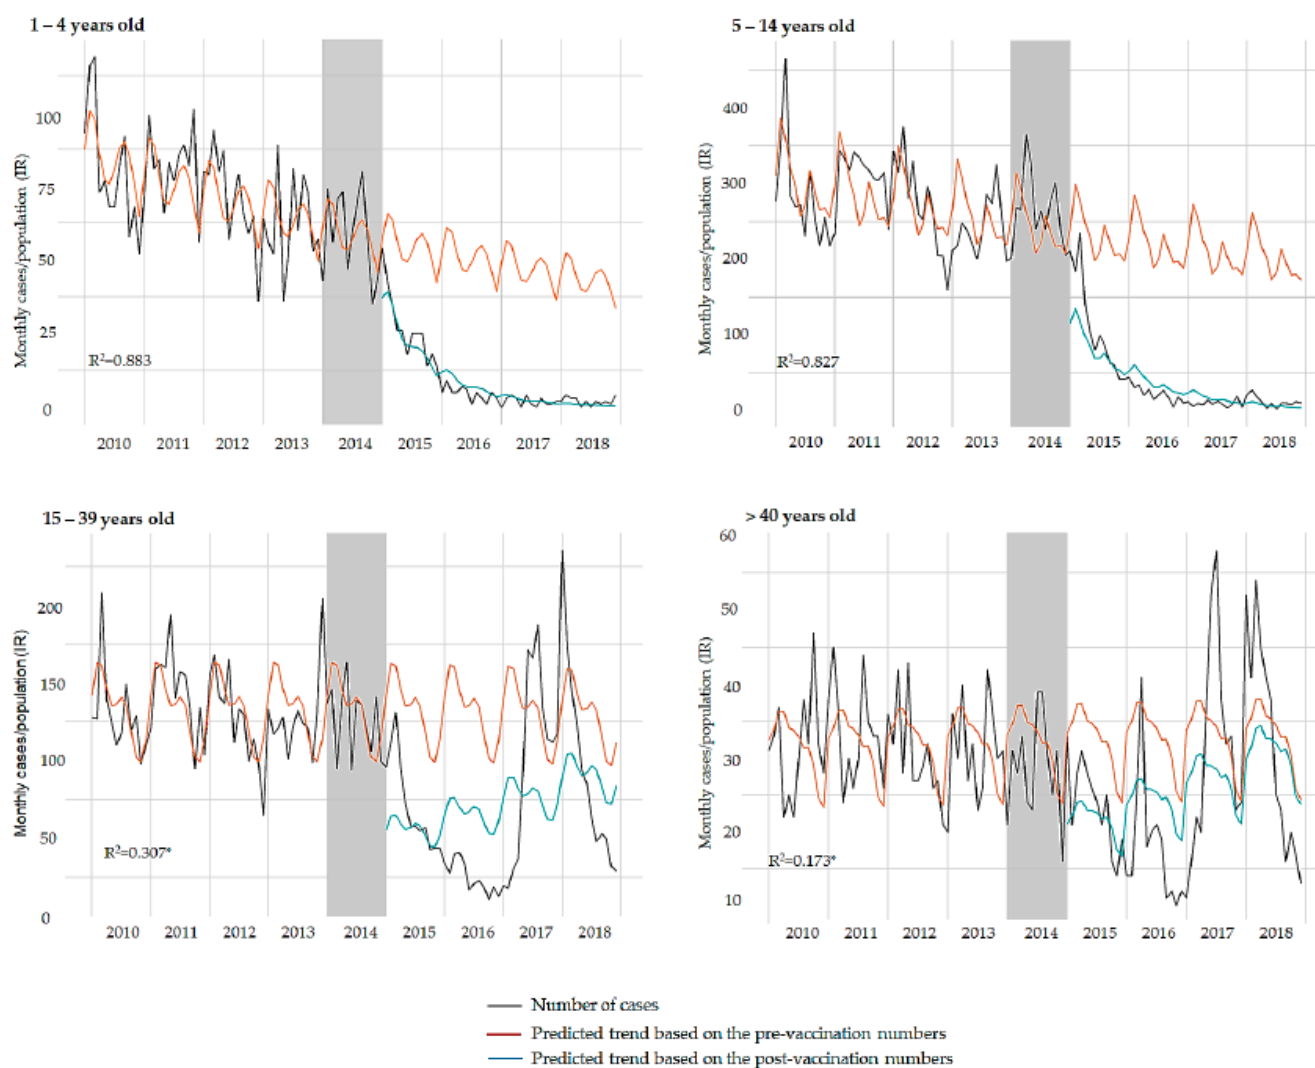 1 – 4 years old
Monthly cases/population (IR)
100
75
50
25
0
R²=0.883
2010 2011 2012 2013 2014 2015 2016 2017 2018
5 – 14 years old
Monthly cases/population (IR)
400
300
200
100
0
R²=0.827
2010 2011 2012 2013 2014 2015 2016 2017 2018
15 – 39 years old
Monthly cases/population (IR)
200
150
100
50
0
R²=0.307*
2010 2011 2012 2013 2014 2015 2016 2017 2018
> 40 years old
Monthly cases/population (IR)
60
50
40
30
20
10
R²=0.173*
2010 2011 2012 2013 2014 2015 2016 2017 2018
Number of cases
Predicted trend based on the pre-vaccination numbers
Predicted trend based on the post-vaccination numbers